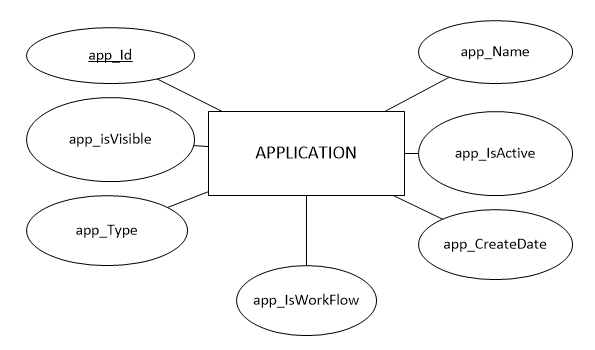 app_Id
app_Name
app_isVisible
APPLICATION
app_IsActive
app_Type
app_CreateDate
app_IsWorkFlow